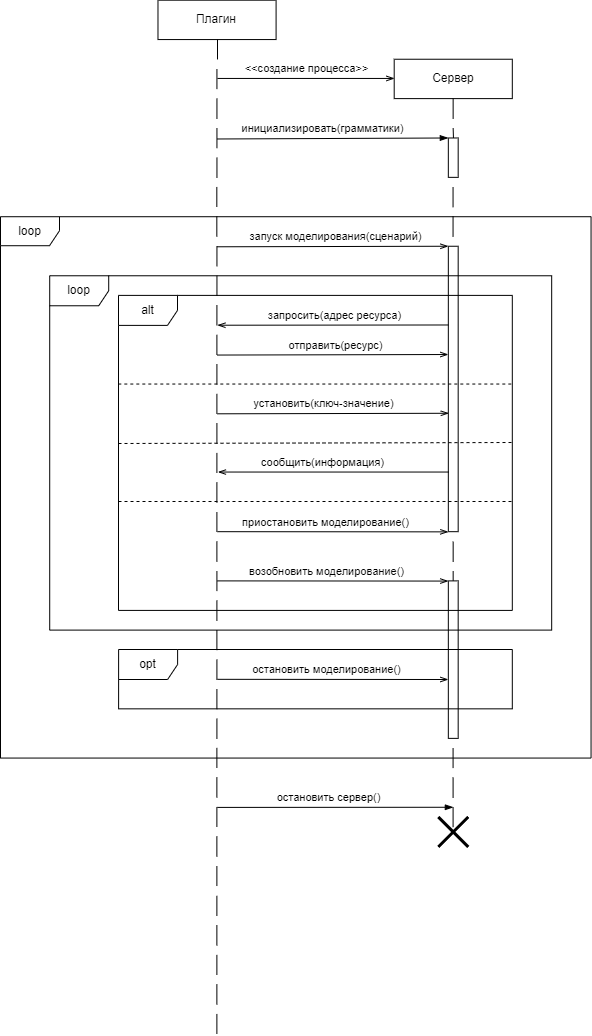 Плагин
<<создание процесса>>
Сервер
инициализировать(грамматики)
loop
запуск моделирования(сценарий)
loop
alt
запросить(адрес ресурса)
отправить(ресурс)
установить(ключ-значение)
сообщить(информация)
приостановить моделирование()
возобновить моделирование()
opt
остановить моделирование()
остановить сервер()